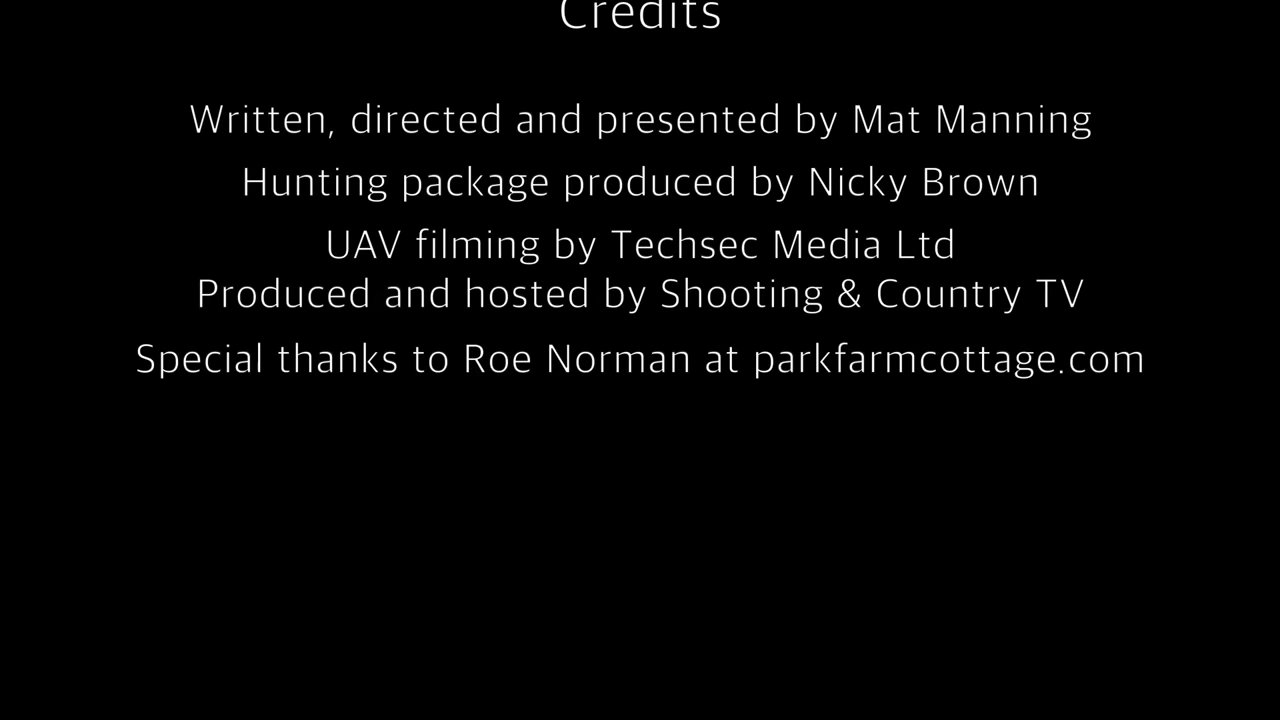 Credits
Written, directed and presented by Mat Manning
Hunting package produced by Nicky Brown
UAV filming by Techsec Media Ltd
Produced and hosted by Shooting & Country TV
Special thanks to Roe Norman at parkfarmcottage.com